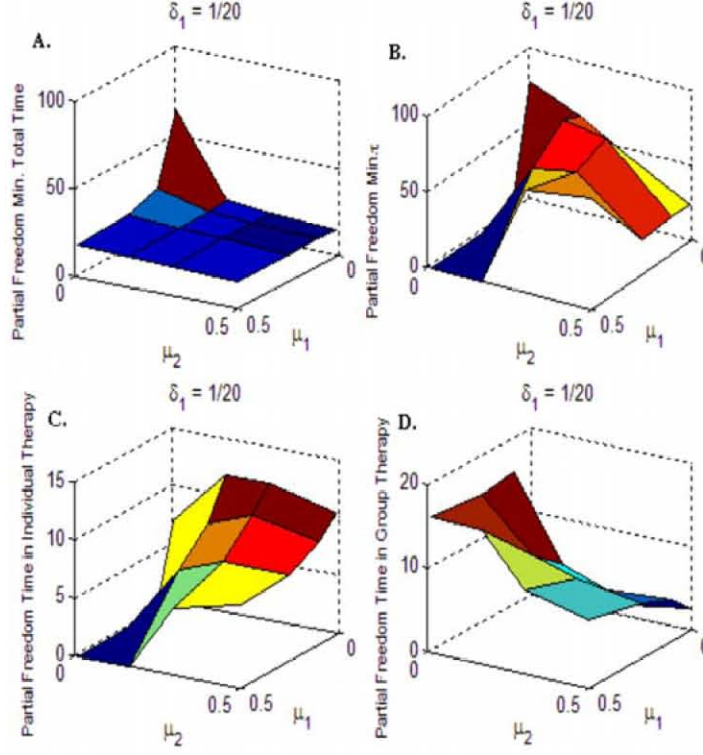 δ₁ = 1/20
A.
Partial Freedom Min. Total Time
100
50
0
0
0.5
0.5
0
μ₂
μ₁
δ₁ = 1/20
B.
Partial Freedom Min.τ
100
50
0
0
0.5
0.5
0
μ₂
μ₁
δ₁ = 1/20
C.
Partial Freedom Time in Individual Therapy
15
10
5
0
0
0.5
0.5
0
μ₂
μ₁
δ₁ = 1/20
D.
Partial Freedom Time in Group Therapy
20
10
0
0
0.5
0.5
0
μ₂
μ₁